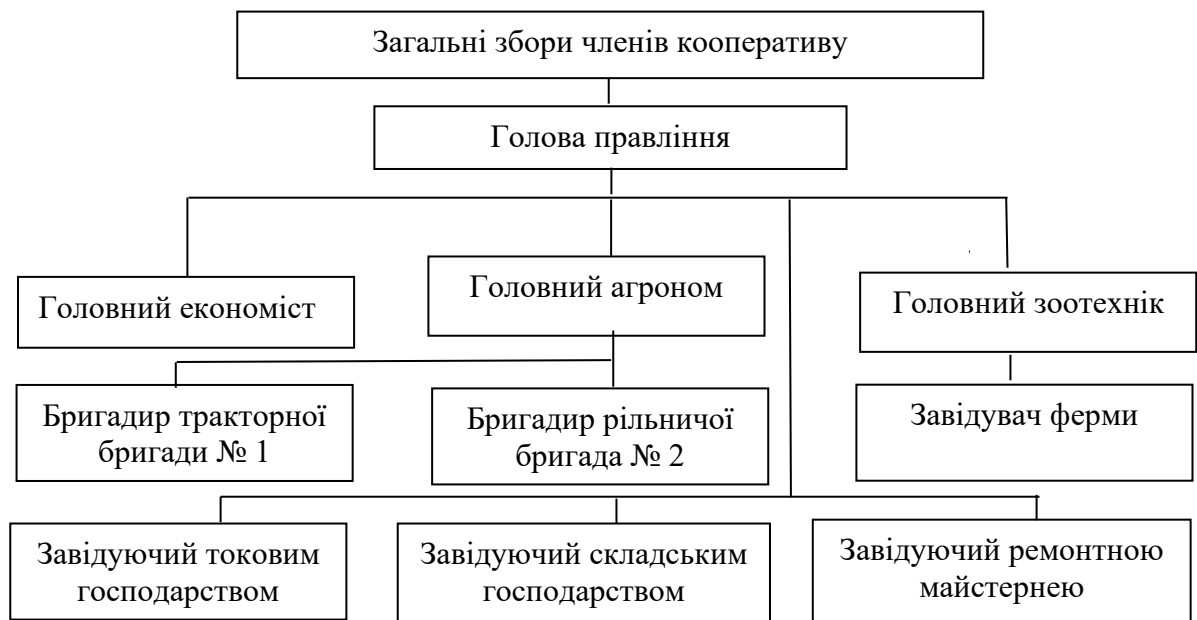 Загальні збори членів кооперативу
Голова правління
Головний економіст
Головний агроном
Головний зоотехнік
Бригадир тракторної
бригади № 1
Бригадир рільничої
бригада № 2
Завідувач ферми
Завідуючий токовим
господарством
Завідуючий складським
господарством
Завідуючий ремонтною
майстернею